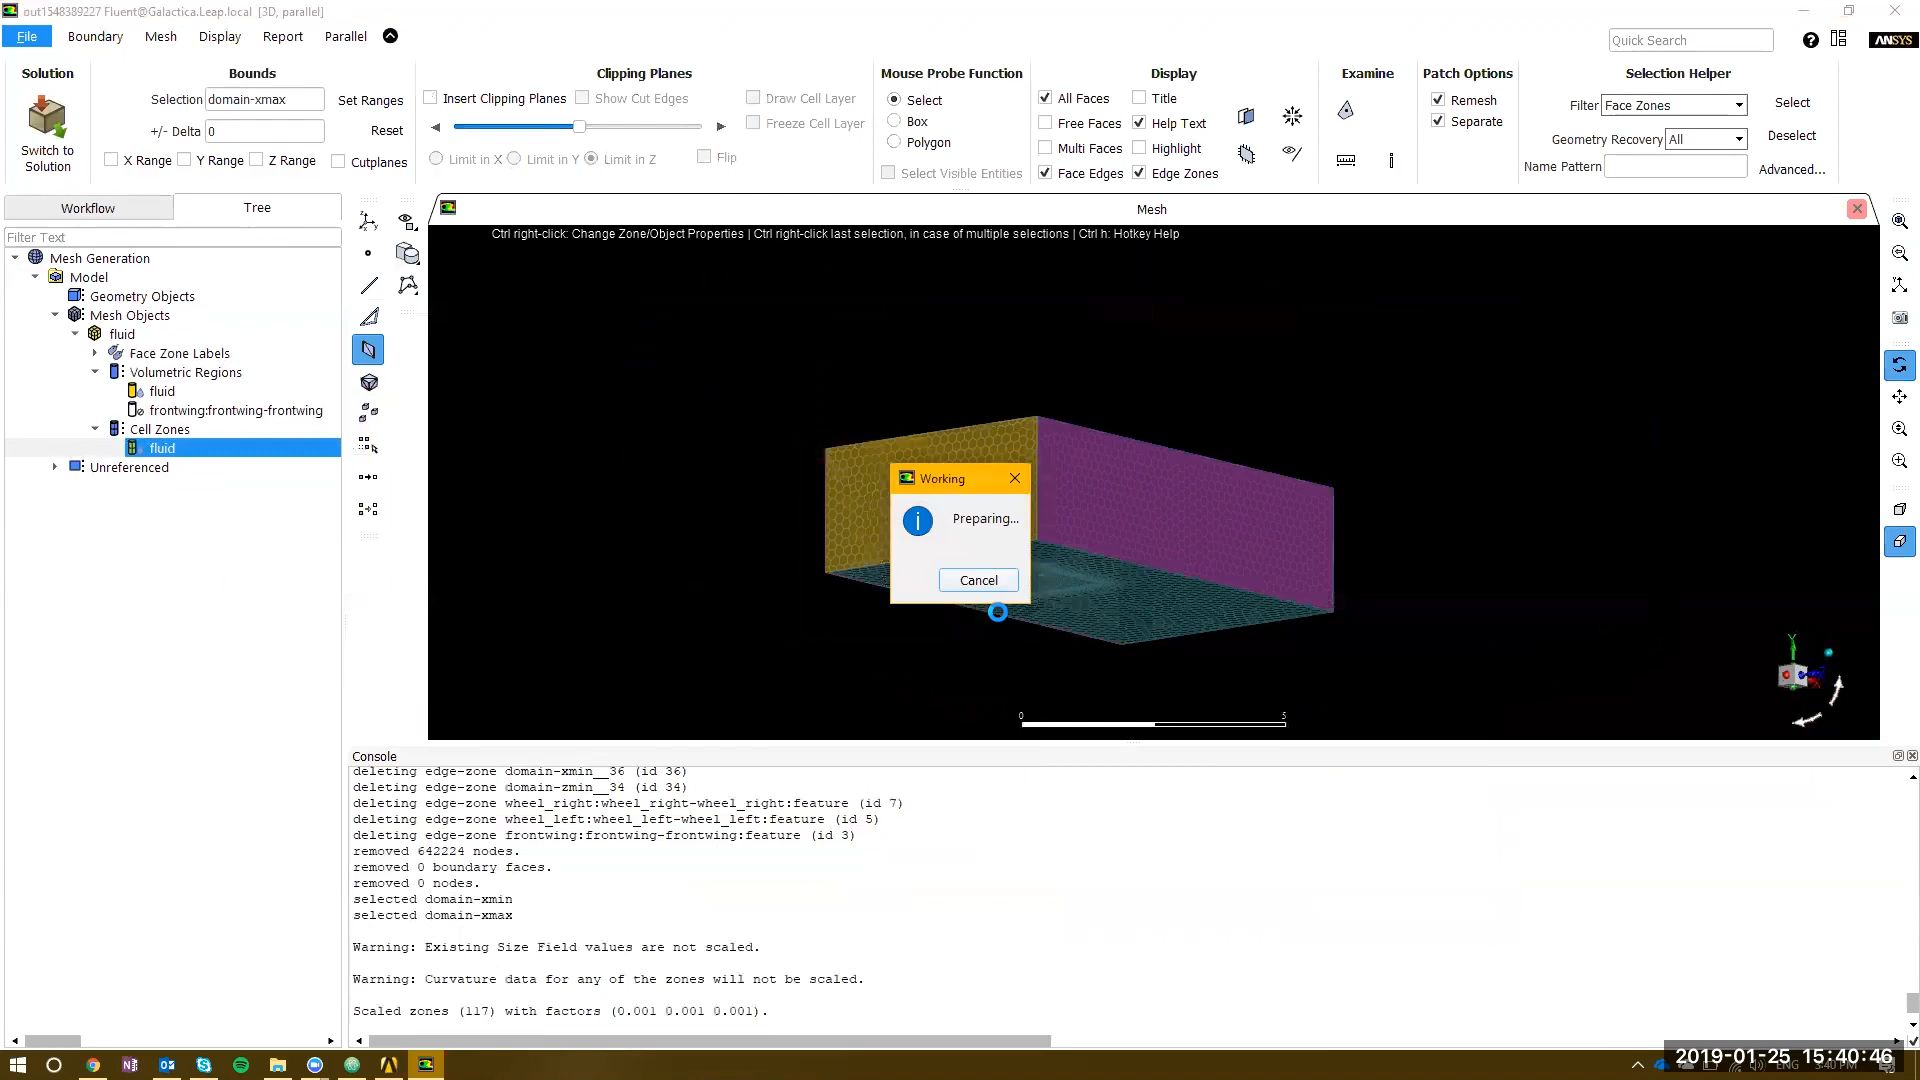 out1548389227 Fluent@Galactica.Leap.local [3D, parallel]
File Boundary Mesh Display Report Parallel
Quick Search
ANSYS
Solution
Switch to
Solution
Bounds
Selection domain-xmax Set Ranges
+/- Delta 0 Reset
X Range Y Range Z Range Cutplanes
Clipping Planes
Insert Clipping Planes Show Cut Edges Draw Cell Layer
Freeze Cell Layer
Limit in X Limit in Y Limit in Z Flip
Mouse Probe Function
Select
Box
Polygon
Select Visible Entities
Display
All Faces Title
Free Faces Help Text
Multi Faces Highlight
Face Edges Edge Zones
Examine
Patch Options
Remesh
Separate
Selection Helper
Filter Face Zones Select
Geometry Recovery All Deselect
Name Pattern Advanced...
Workflow Tree
Filter Text
Mesh Generation
Model
Geometry Objects
Mesh Objects
fluid
Face Zone Labels
Volumetric Regions
fluid
frontwing:frontwing-frontwing
Cell Zones
fluid
Unreferenced
Mesh
Ctrl right-click: Change Zone/Object Properties | Ctrl right-click last selection, in case of multiple selections | Ctrl h: Hotkey Help
Working
Preparing...
Cancel
Y
0 5
Console
deleting edge-zone domain-xmin__36 (id 36)
deleting edge-zone domain-zmin__34 (id 34)
deleting edge-zone wheel_right:wheel_right-wheel_right:feature (id 7)
deleting edge-zone wheel_left:wheel_left-wheel_left:feature (id 5)
deleting edge-zone frontwing:frontwing-frontwing:feature (id 3)
removed 642224 nodes.
removed 0 boundary faces.
removed 0 nodes.
selected domain-xmin
selected domain-xmax
Warning: Existing Size Field values are not scaled.
Warning: Curvature data for any of the zones will not be scaled.
Scaled zones (117) with factors (0.001 0.001 0.001).
2019-01-25 15:40:46
ENG 3:40 PM